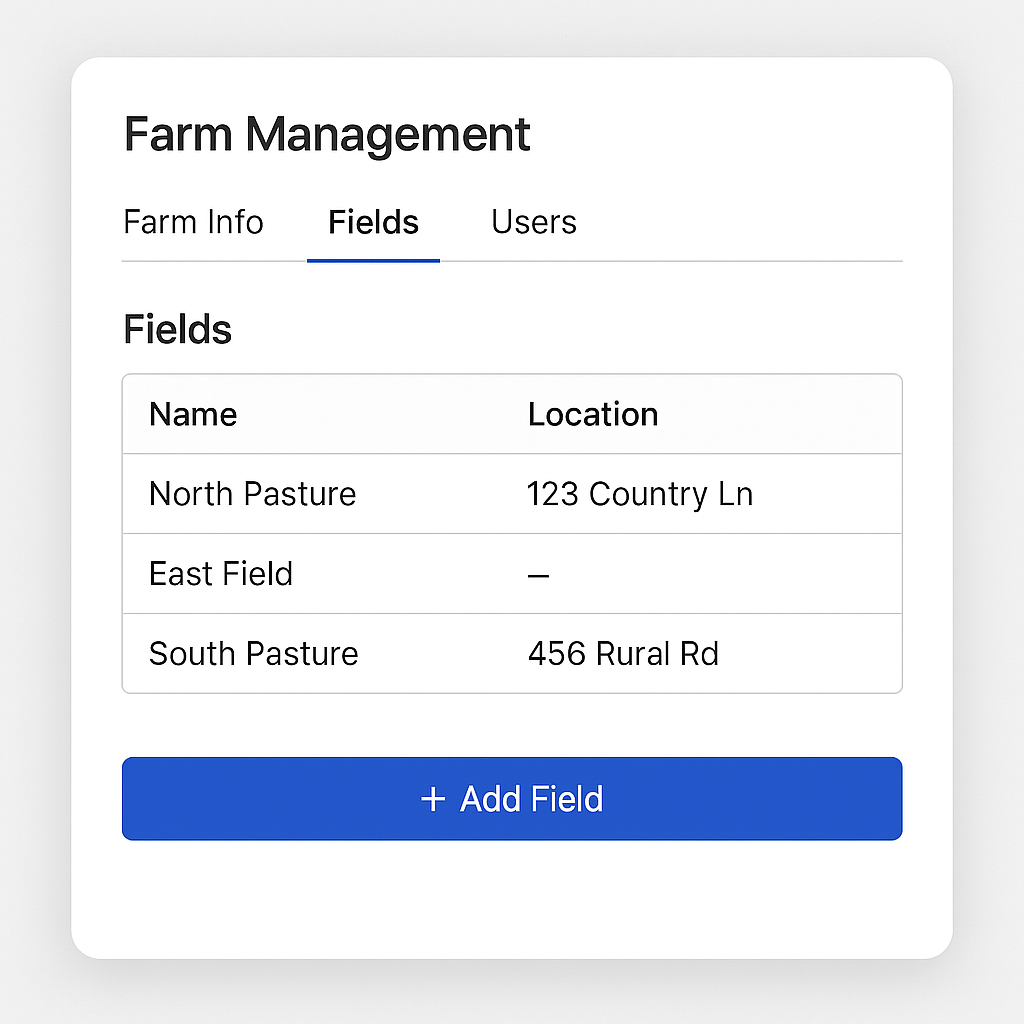 Farm Management
Farm Info Fields Users
Fields
Name Location
North Pasture 123 Country Ln
East Field –
South Pasture 456 Rural Rd
+ Add Field